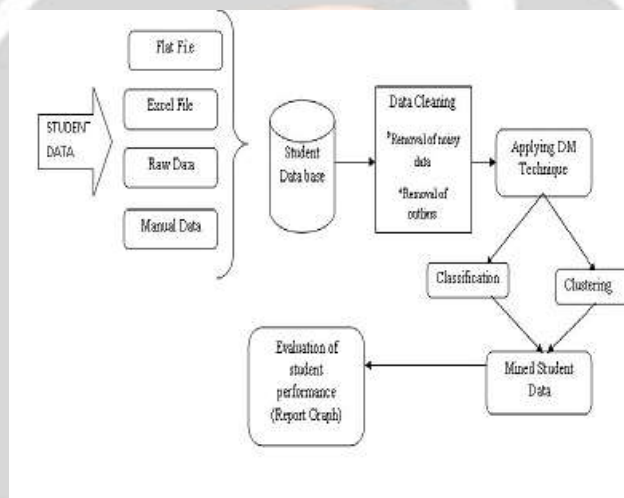 Flat File
STUDENT
DATA
Excel File
Raw Data
Manual Data
Student
Data base
Data Cleaning
*Removal of noisy
data
*Removal of
outliers
Applying DM
Technique
Classification
Clustering
Mined Student
Data
Evaluation of
student
performance
(Report Graph)